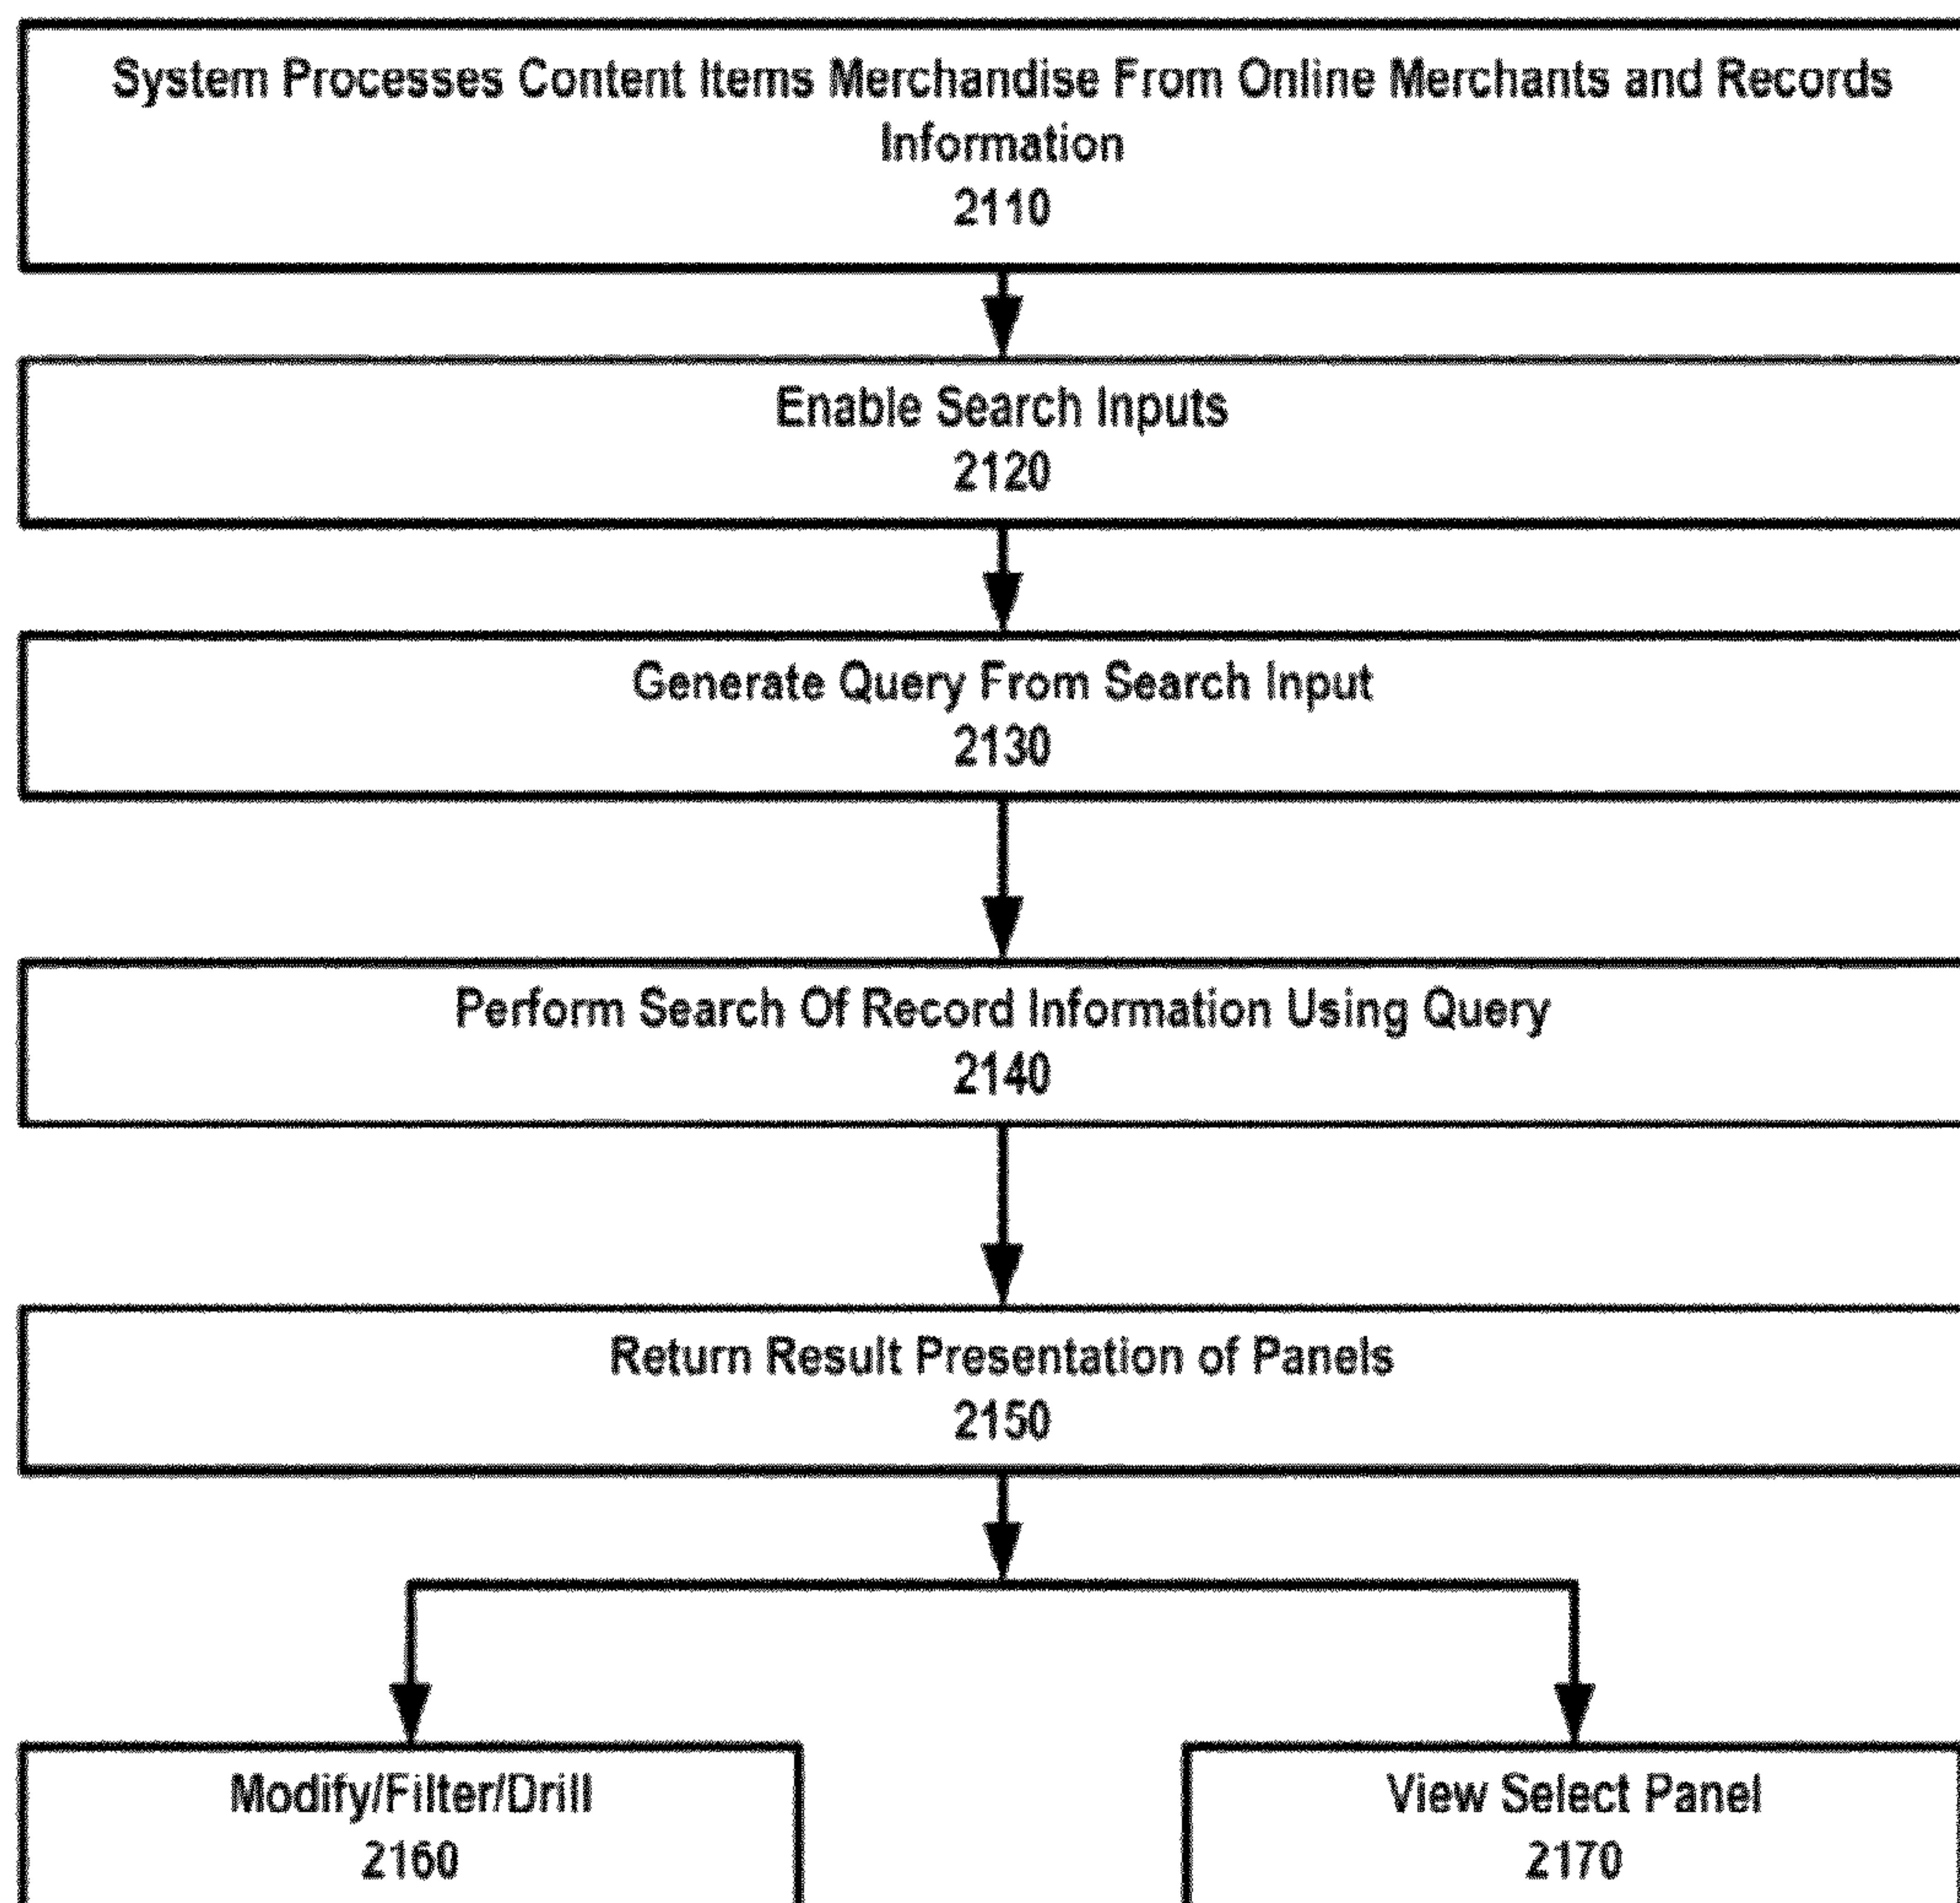 System Processes Content Items Merchandise From Online Merchants and Records
Information
2110
Enable Search Inputs
2120
Generate Query From Search Input
2130
Perform Search Of Record Information Using Query
2140
Return Result Presentation of Panels
2150
Modify/Filter/Drill
2160
View Select Panel
2170